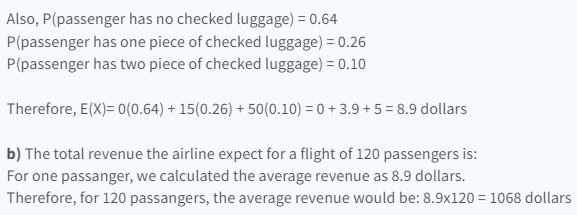 Also, P(passenger has no checked luggage) = 0.64
P(passenger has one piece of checked luggage) = 0.26
P(passenger has two piece of checked luggage) = 0.10
Therefore, E(X)= 0(0.64) + 15(0.26) + 50(0.10) = 0 + 3.9 + 5 = 8.9 dollars
b) The total revenue the airline expect for a flight of 120 passengers is:
For one passanger, we calculated the average revenue as 8.9 dollars.
Therefore, for 120 passangers, the average revenue would be: 8.9x120 = 1068 dollars